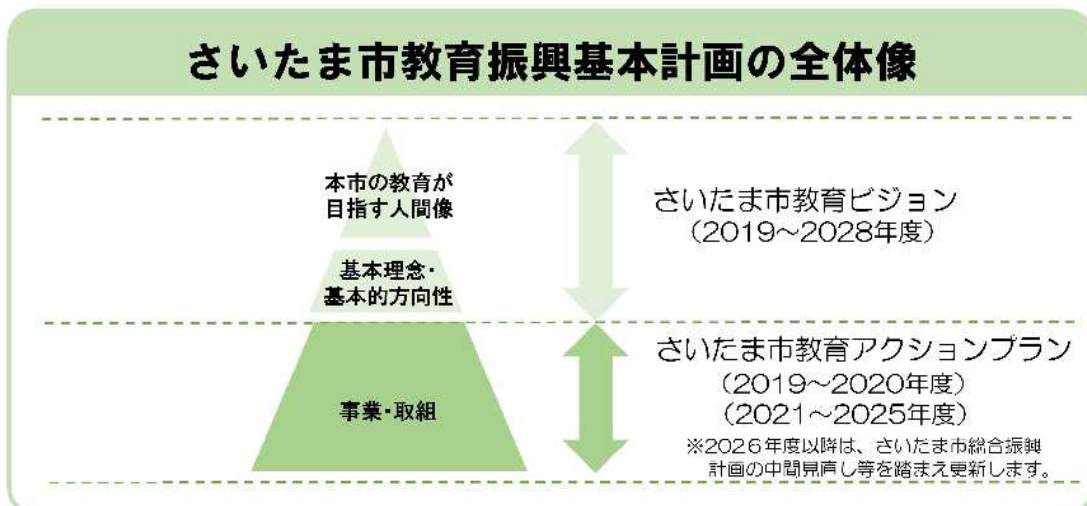 さいたま市教育振興基本計画の全体像
本市の教育が
目指す人間像
基本理念・
基本的方向性
事業・取組
さいたま市教育ビジョン
（2019～2028年度）
さいたま市教育アクションプラン
（2019～2020年度）
（2021～2025年度）
※2026年度以降は、さいたま市総合振興
計画の中間見直し等を踏まえ更新します。